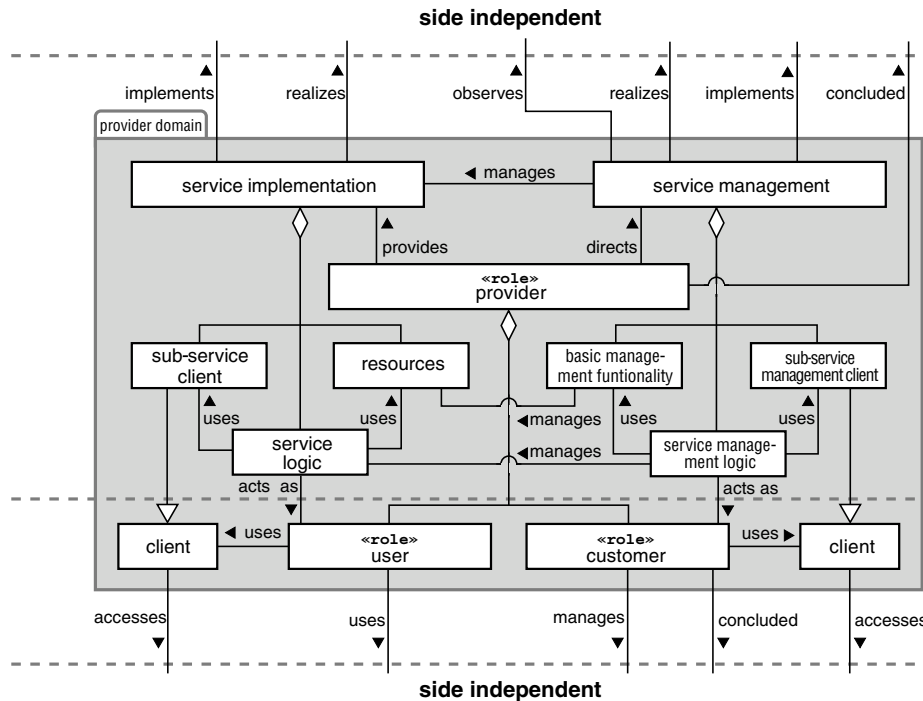 side independent
implements
realizes
observes
realizes
implements
concluded
provider domain
service implementation
manages
service management
provides
directs
«role»
provider
sub-service
client
resources
basic manage-
ment funtionality
sub-service
management client
uses
uses
manages
uses
uses
service
logic
manages
service manage-
ment logic
acts as
acts as
client
uses
«role»
user
«role»
customer
uses
client
accesses
uses
manages
concluded
accesses
side independent